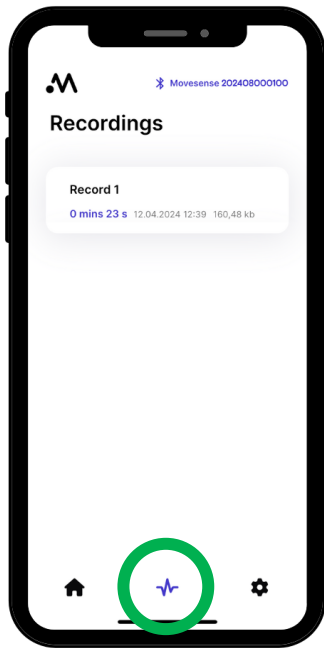 Movesense 202408000100
Recordings
Record 1
0 mins 23 s 12.04.2024 12:39 160,48 kb